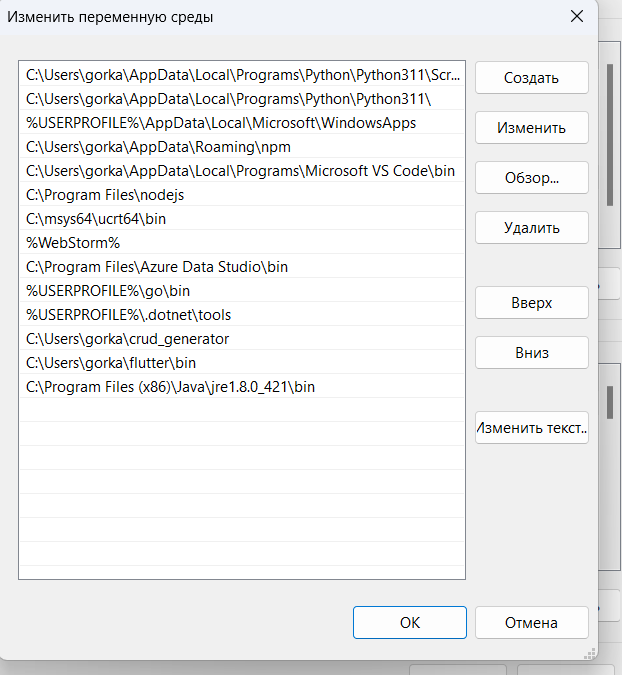 Изменить переменную среды
C:\Users\gorka\AppData\Local\Programs\Python\Python311\Scr...
C:\Users\gorka\AppData\Local\Programs\Python\Python311\
%USERPROFILE%\AppData\Local\Microsoft\WindowsApps
C:\Users\gorka\AppData\Roaming\npm
C:\Users\gorka\AppData\Local\Programs\Microsoft VS Code\bin
C:\Program Files\nodejs
C:\msys64\ucrt64\bin
%WebStorm%
C:\Program Files\Azure Data Studio\bin
%USERPROFILE%\go\bin
%USERPROFILE%\.dotnet\tools
C:\Users\gorka\crud_generator
C:\Users\gorka\flutter\bin
C:\Program Files (x86)\Java\jre1.8.0_421\bin
Создать
Изменить
Обзор...
Удалить
Вверх
Вниз
Изменить текст..
ОК
Отмена